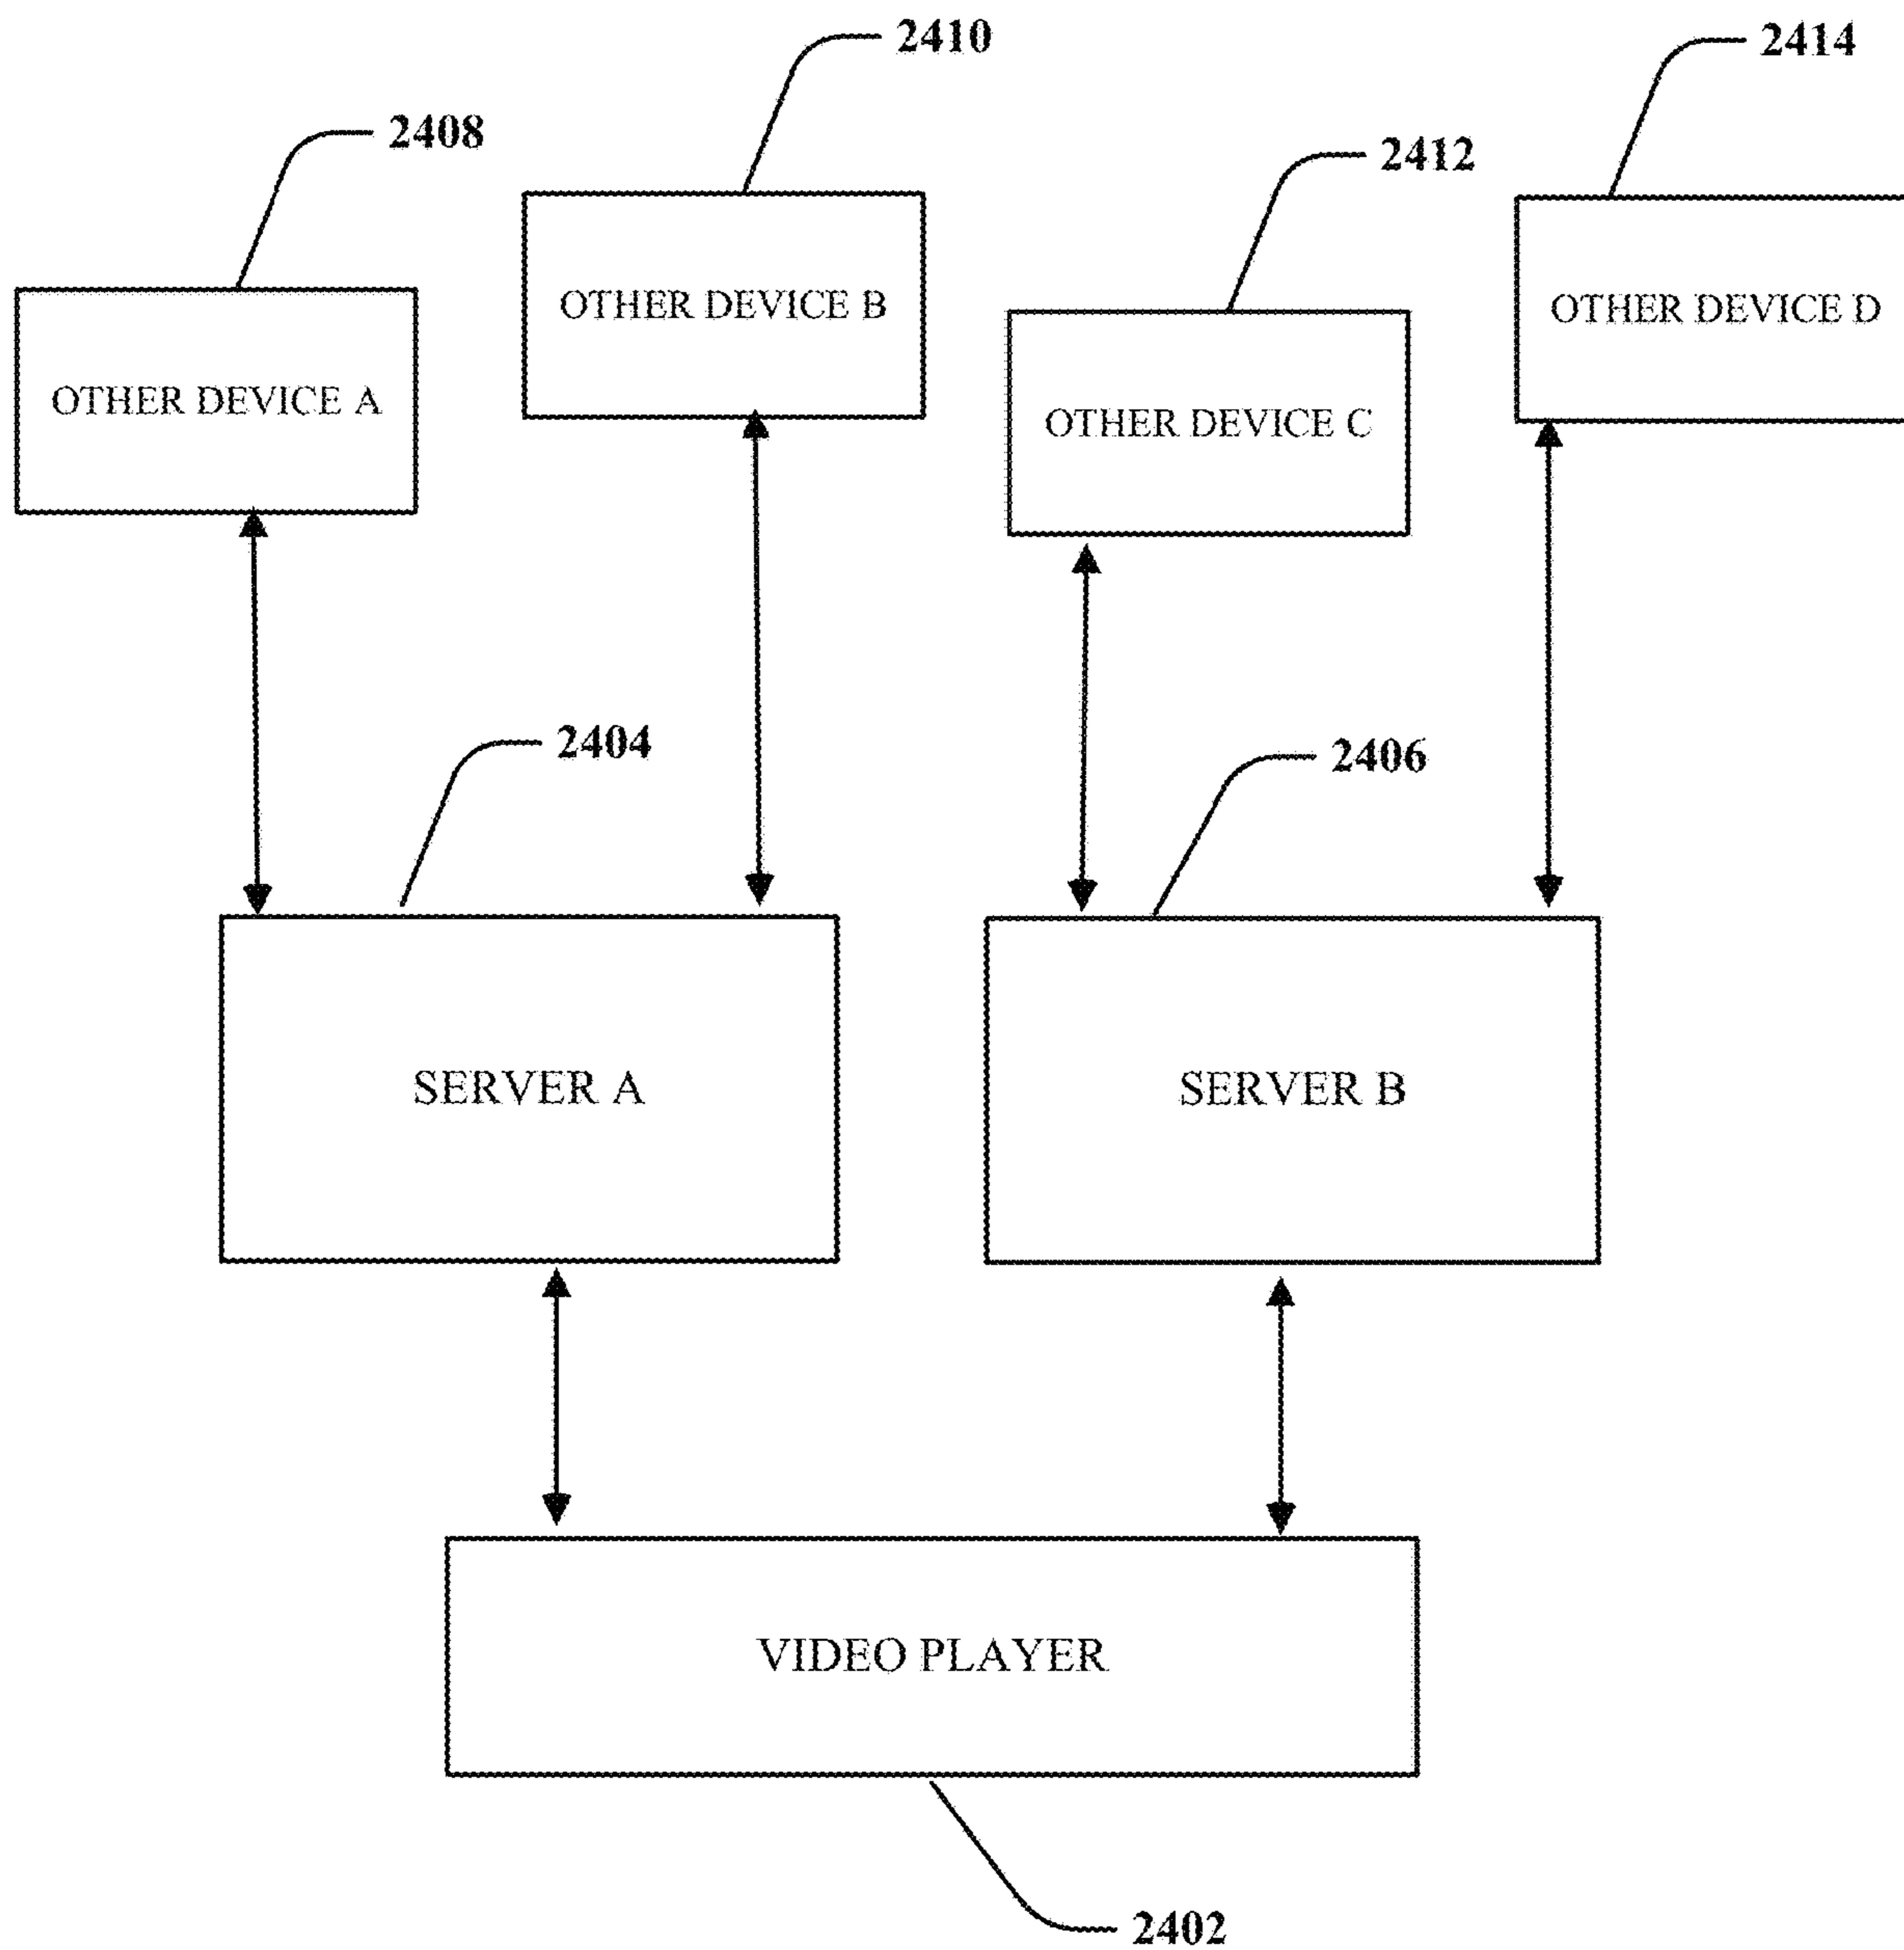 2410
2414
2408
2412
OTHER DEVICE B
OTHER DEVICE D
OTHER DEVICE A
OTHER DEVICE C
2404
2406
SERVER A
SERVER B
VIDEO PLAYER
2402